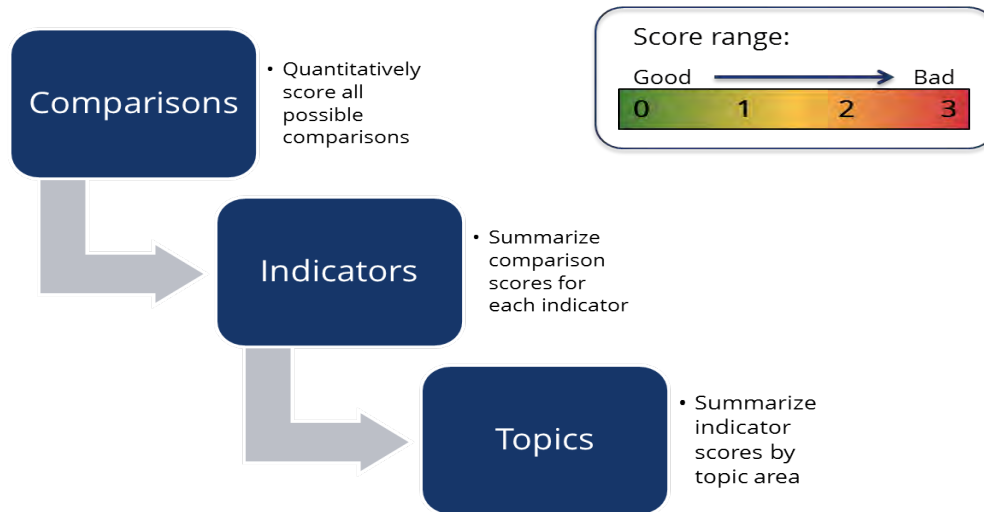 Comparisons
• Quantitatively
score all
possible
comparisons
Score range:
Good Bad
0 1 2 3
Indicators
• Summarize
comparison
scores for
each indicator
Topics
• Summarize
indicator
scores by
topic area